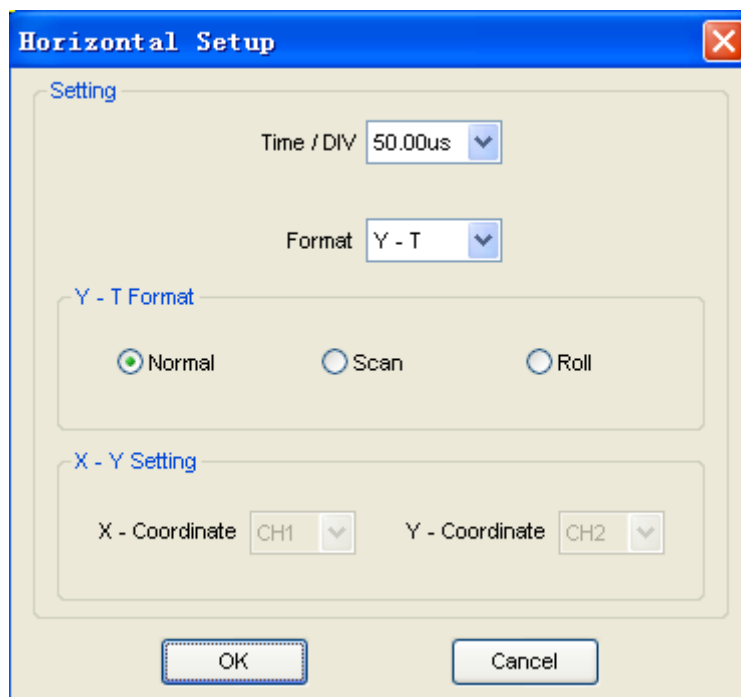 Horizontal Setup
Setting
Time / DIV 50.00us
Format Y - T
Y - T Format
Normal Scan Roll
X - Y Setting
X - Coordinate CH1 Y - Coordinate CH2
OK Cancel